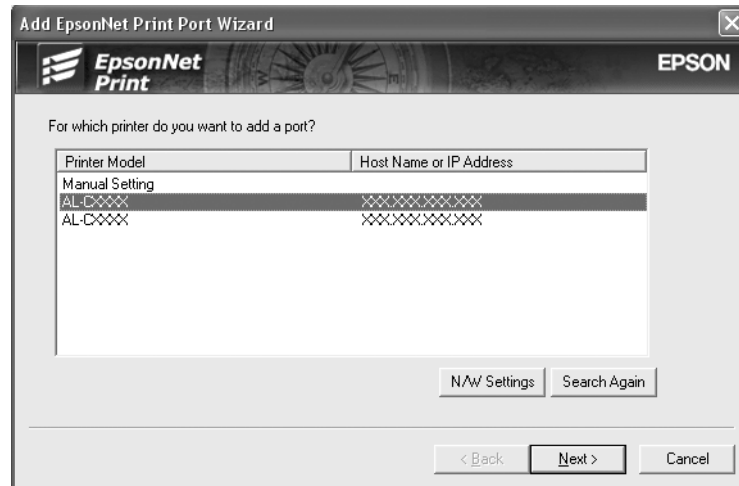 Add EpsonNet Print Port Wizard
EpsonNet
Print
EPSON
For which printer do you want to add a port?
Printer Model Host Name or IP Address
Manual Setting
AL-CXXXX XXX.XXX.XXX.XXX
AL-CXXXX XXX.XXX.XXX.XXX
N/W Settings Search Again
< Back Next > Cancel